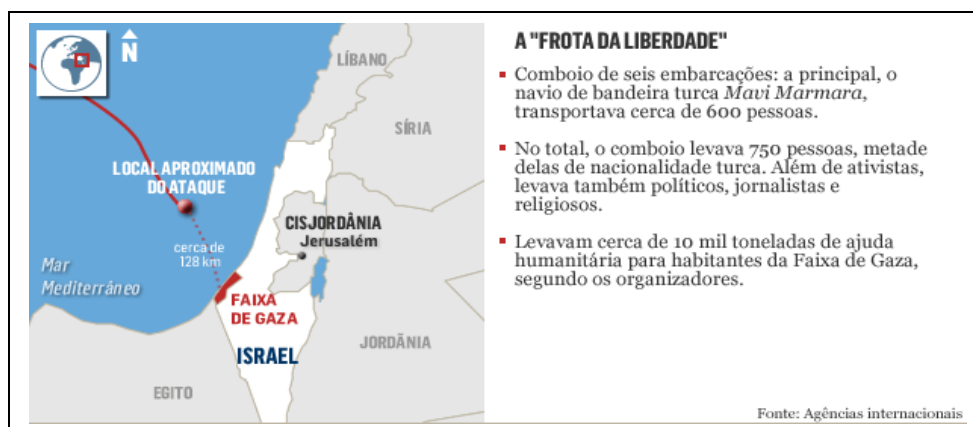 N
LÍBANO
SÍRIA
LOCAL APROXIMADO
DO ATAQUE
CISJORDÂNIA
Jerusalém
cerca de
128 km
Mar
Mediterrâneo
FAIXA
DE GAZA
ISRAEL
JORDÂNIA
EGITO
A "FROTA DA LIBERDADE"
Comboio de seis embarcações: a principal, o
navio de bandeira turca Mavi Marmara,
transportava cerca de 600 pessoas.
No total, o comboio levava 750 pessoas, metade
delas de nacionalidade turca. Além de ativistas,
levava também políticos, jornalistas e
religiosos.
Levavam cerca de 10 mil toneladas de ajuda
humanitária para habitantes da Faixa de Gaza,
segundo os organizadores.
Fonte: Agências internacionais